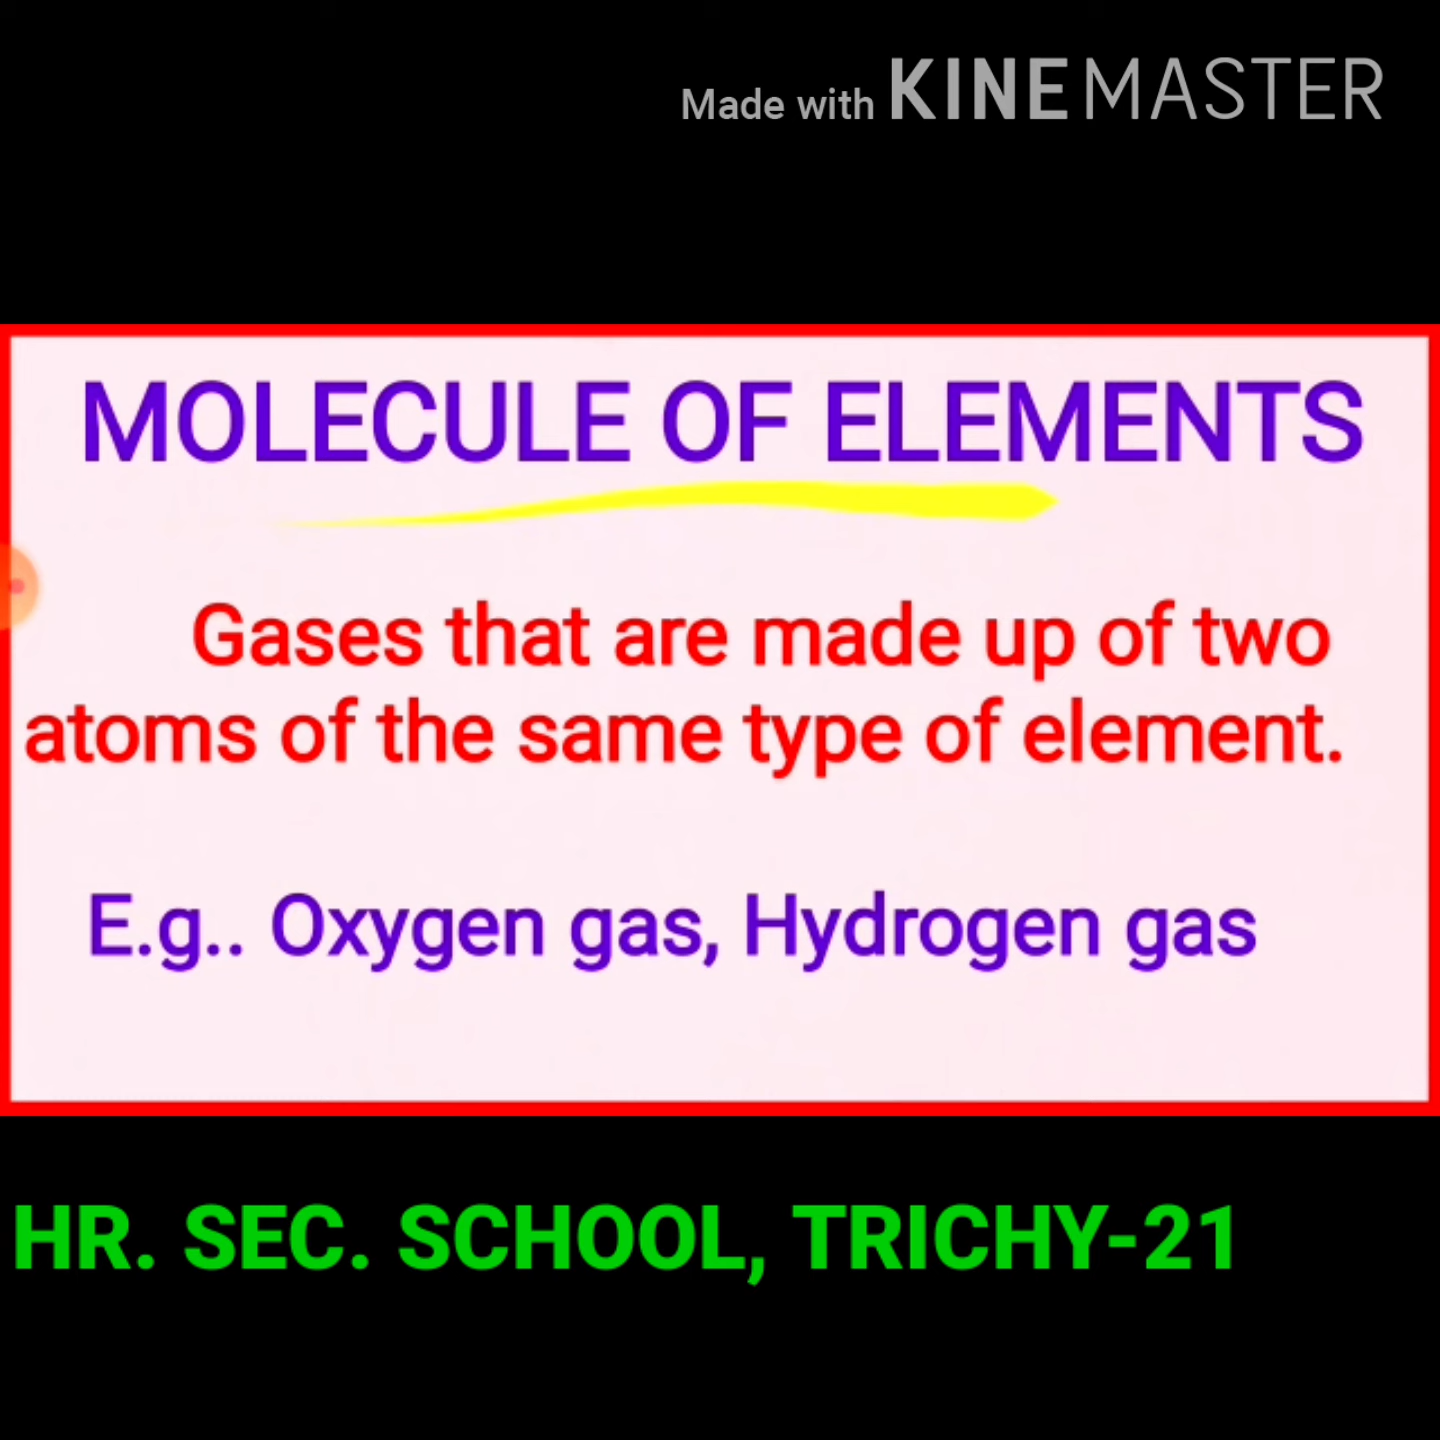 Made with KINEMASTER
MOLECULE OF ELEMENTS
Gases that are made up of two
atoms of the same type of element.
E.g.. Oxygen gas, Hydrogen gas
HR. SEC. SCHOOL, TRICHY-21